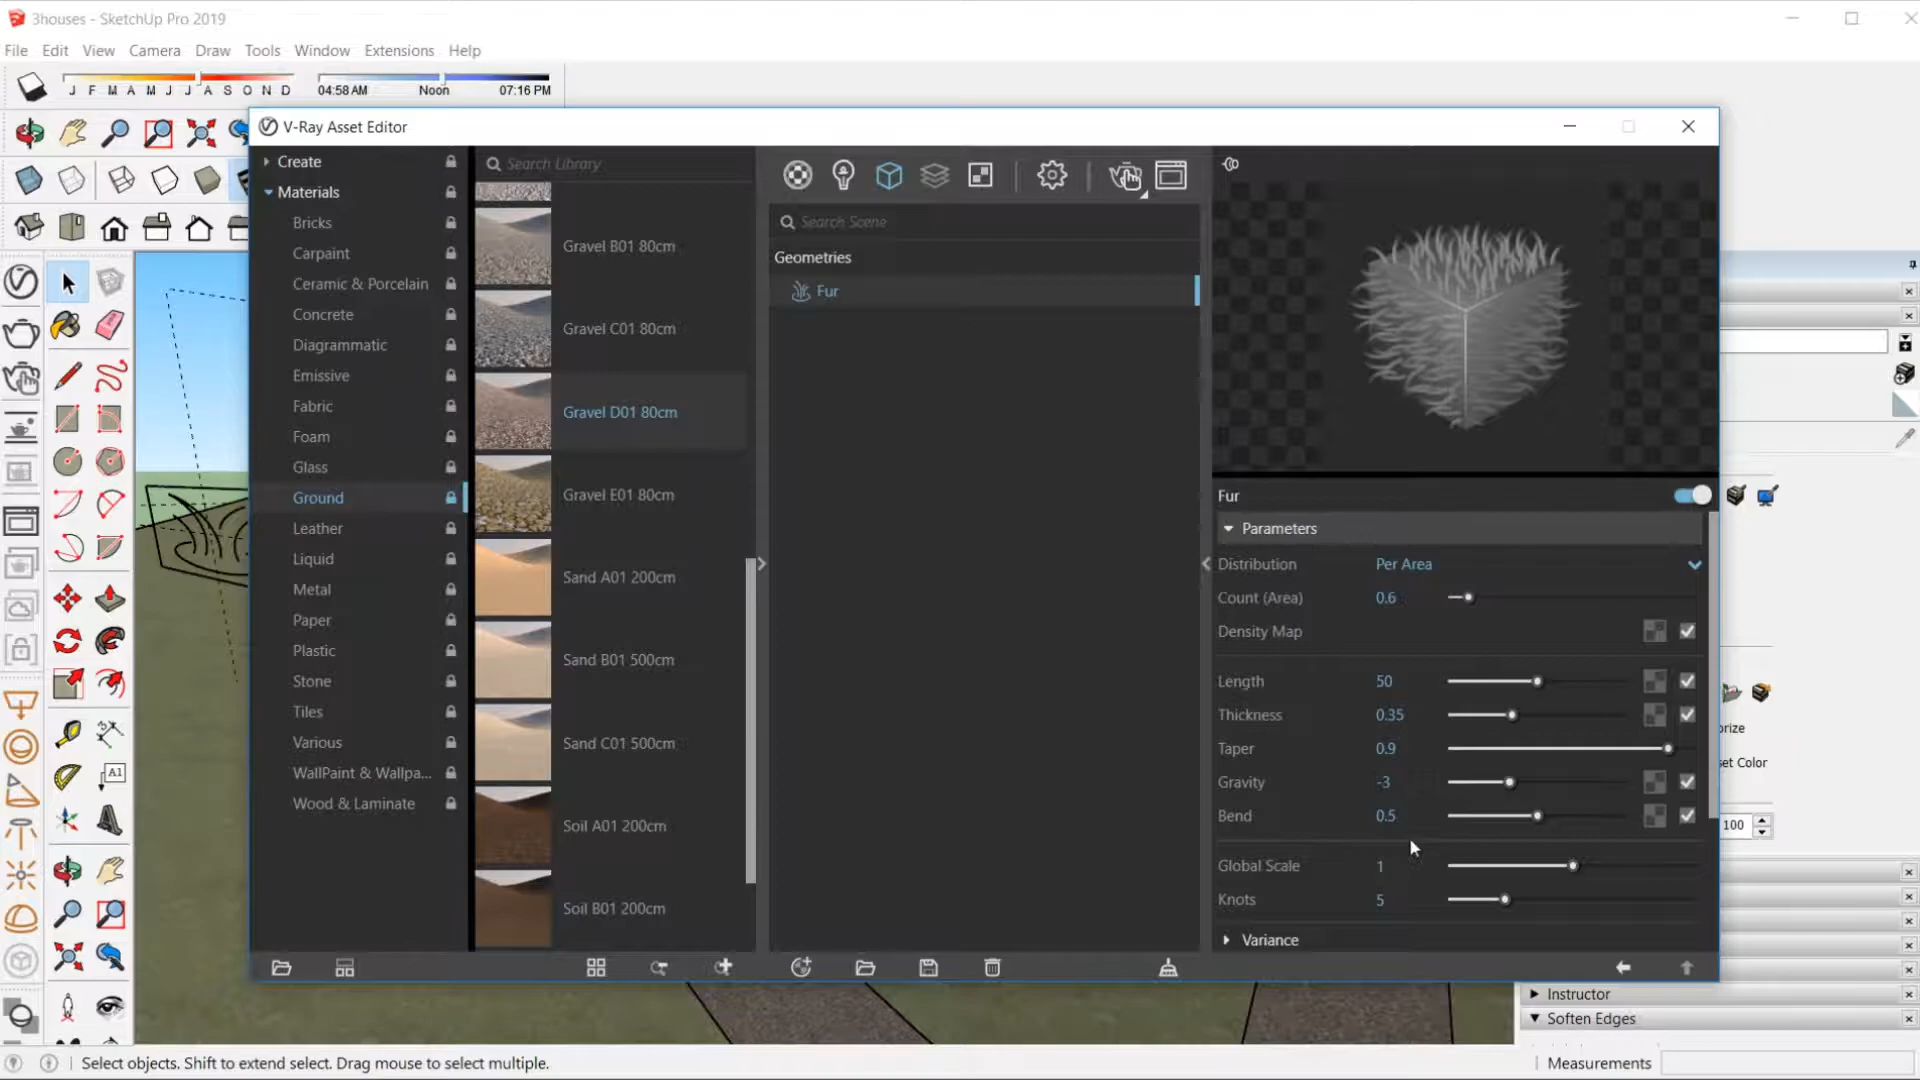 3houses - SketchUp Pro 2019
File Edit View Camera Draw Tools Window Extensions Help
J F M A M J J A S O N D
04:58 AM Noon 07:16 PM
V-Ray Asset Editor
Create
Materials
Bricks
Carpaint
Ceramic & Porcelain
Concrete
Diagrammatic
Emissive
Fabric
Foam
Glass
Ground
Leather
Liquid
Metal
Paper
Plastic
Stone
Tiles
Various
WallPaint & Wallpa...
Wood & Laminate
Search Library
Gravel B01 80cm
Gravel C01 80cm
Gravel D01 80cm
Gravel E01 80cm
Sand A01 200cm
Sand B01 500cm
Sand C01 500cm
Soil A01 200cm
Soil B01 200cm
Search Scene
Geometries
Fur
Fur
Parameters
Distribution Per Area
Count (Area) 0.6
Density Map
Length 50
Thickness 0.35
Taper 0.9
Gravity -3
Bend 0.5
Global Scale 1
Knots 5
Variance
A1
orize
set Color
100
Instructor
Soften Edges
Select objects. Shift to extend select. Drag mouse to select multiple.
Measurements